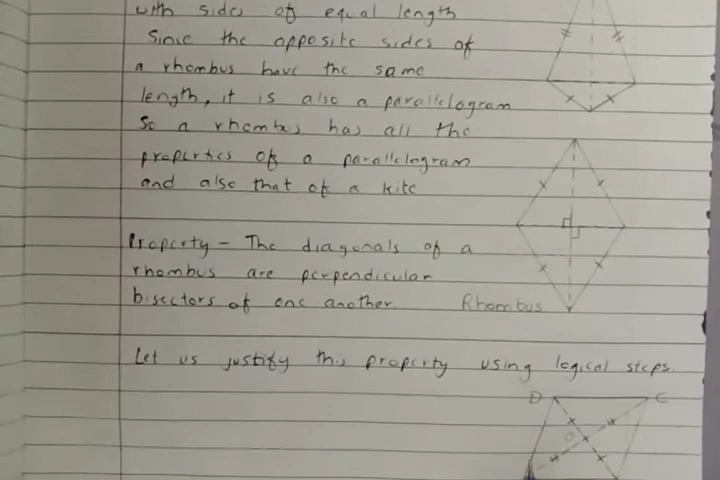 with sides of equal length
Sinie the opposite sides of
a rhombus have the same
length, it is also a parallelogram
So a rhombus has all the
properties of a parallelogram
and also that of a kite
Property - The diagonals of a
rhombus are perpendicular
bisectors of one another. Rhombus
Let us justify this property using logical steps.
D C
O